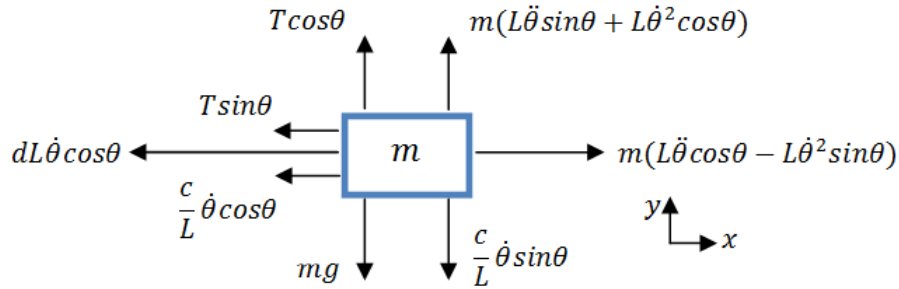 Tcosθ
m(Lθ̈sinθ + Lθ̇²cosθ)
Tsinθ
dLθ̇cosθ
m
m(Lθ̈cosθ − Lθ̇²sinθ)
c/L θ̇cosθ
y
x
mg
c/L θ̇sinθ